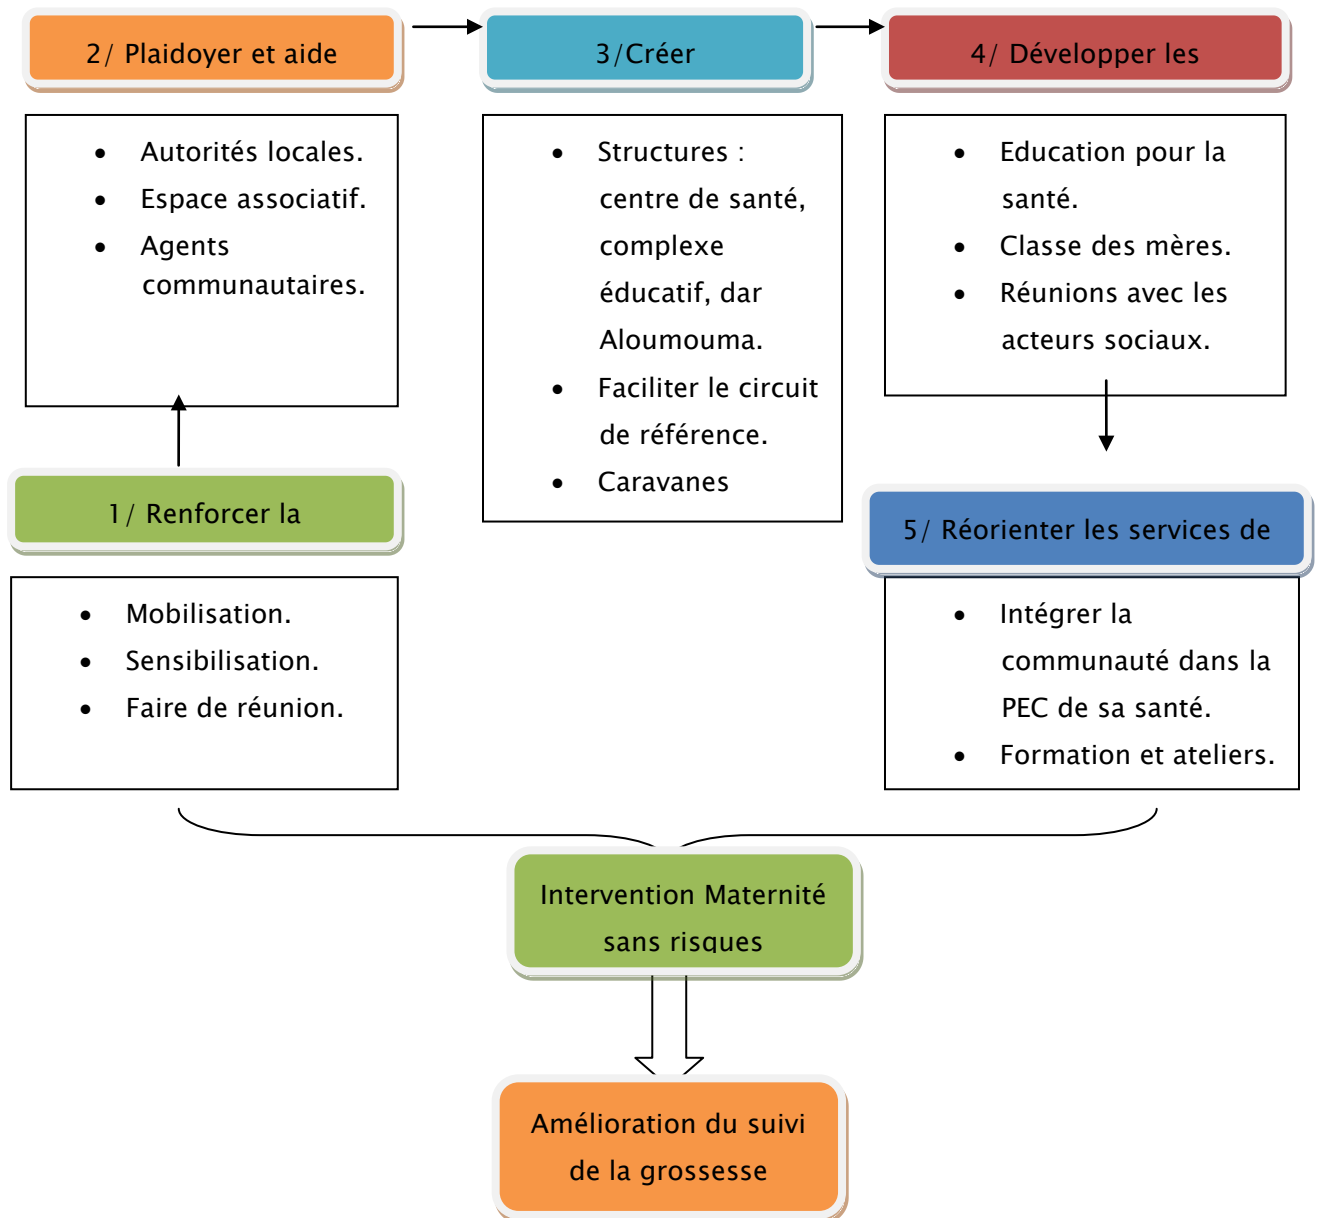 2/ Plaidoyer et aide
• Autorités locales.
• Espace associatif.
• Agents
communautaires.
1/ Renforcer la
• Mobilisation.
• Sensibilisation.
• Faire de réunion.
3/Créer
• Structures :
centre de santé,
complexe
éducatif, dar
Aloumouma.
• Faciliter le circuit
de référence.
• Caravanes
4/ Développer les
• Education pour la
santé.
• Classe des mères.
• Réunions avec les
acteurs sociaux.
5/ Réorienter les services de
• Intégrer la
communauté dans la
PEC de sa santé.
• Formation et ateliers.
Intervention Maternité
sans risques
Amélioration du suivi
de la grossesse